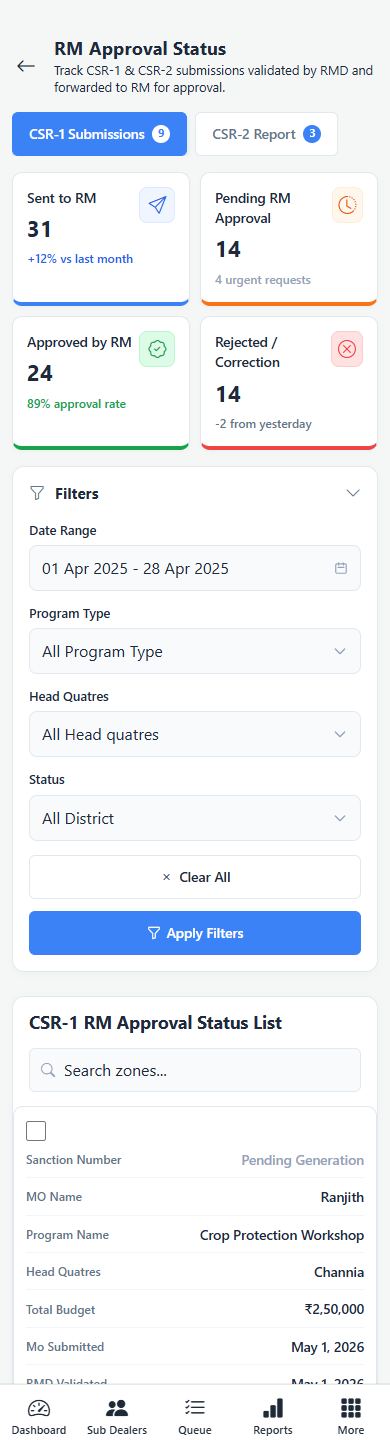 RM Approval Status
Track CSR-1 & CSR-2 submissions validated by RMD and
forwarded to RM for approval.
CSR-1 Submissions 9
CSR-2 Report 3
Sent to RM
31
+12% vs last month
Pending RM
Approval
14
4 urgent requests
Approved by RM
24
89% approval rate
Rejected /
Correction
14
-2 from yesterday
Filters
Date Range
01 Apr 2025 - 28 Apr 2025
Program Type
All Program Type
Head Quatres
All Head quatres
Status
All District
× Clear All
Apply Filters
CSR-1 RM Approval Status List
Search zones...
Sanction Number Pending Generation
MO Name Ranjith
Program Name Crop Protection Workshop
Head Quatres Channia
Total Budget ₹2,50,000
Mo Submitted May 1, 2026
RMD Validated May 1, 2026
Dashboard Sub Dealers Queue Reports More